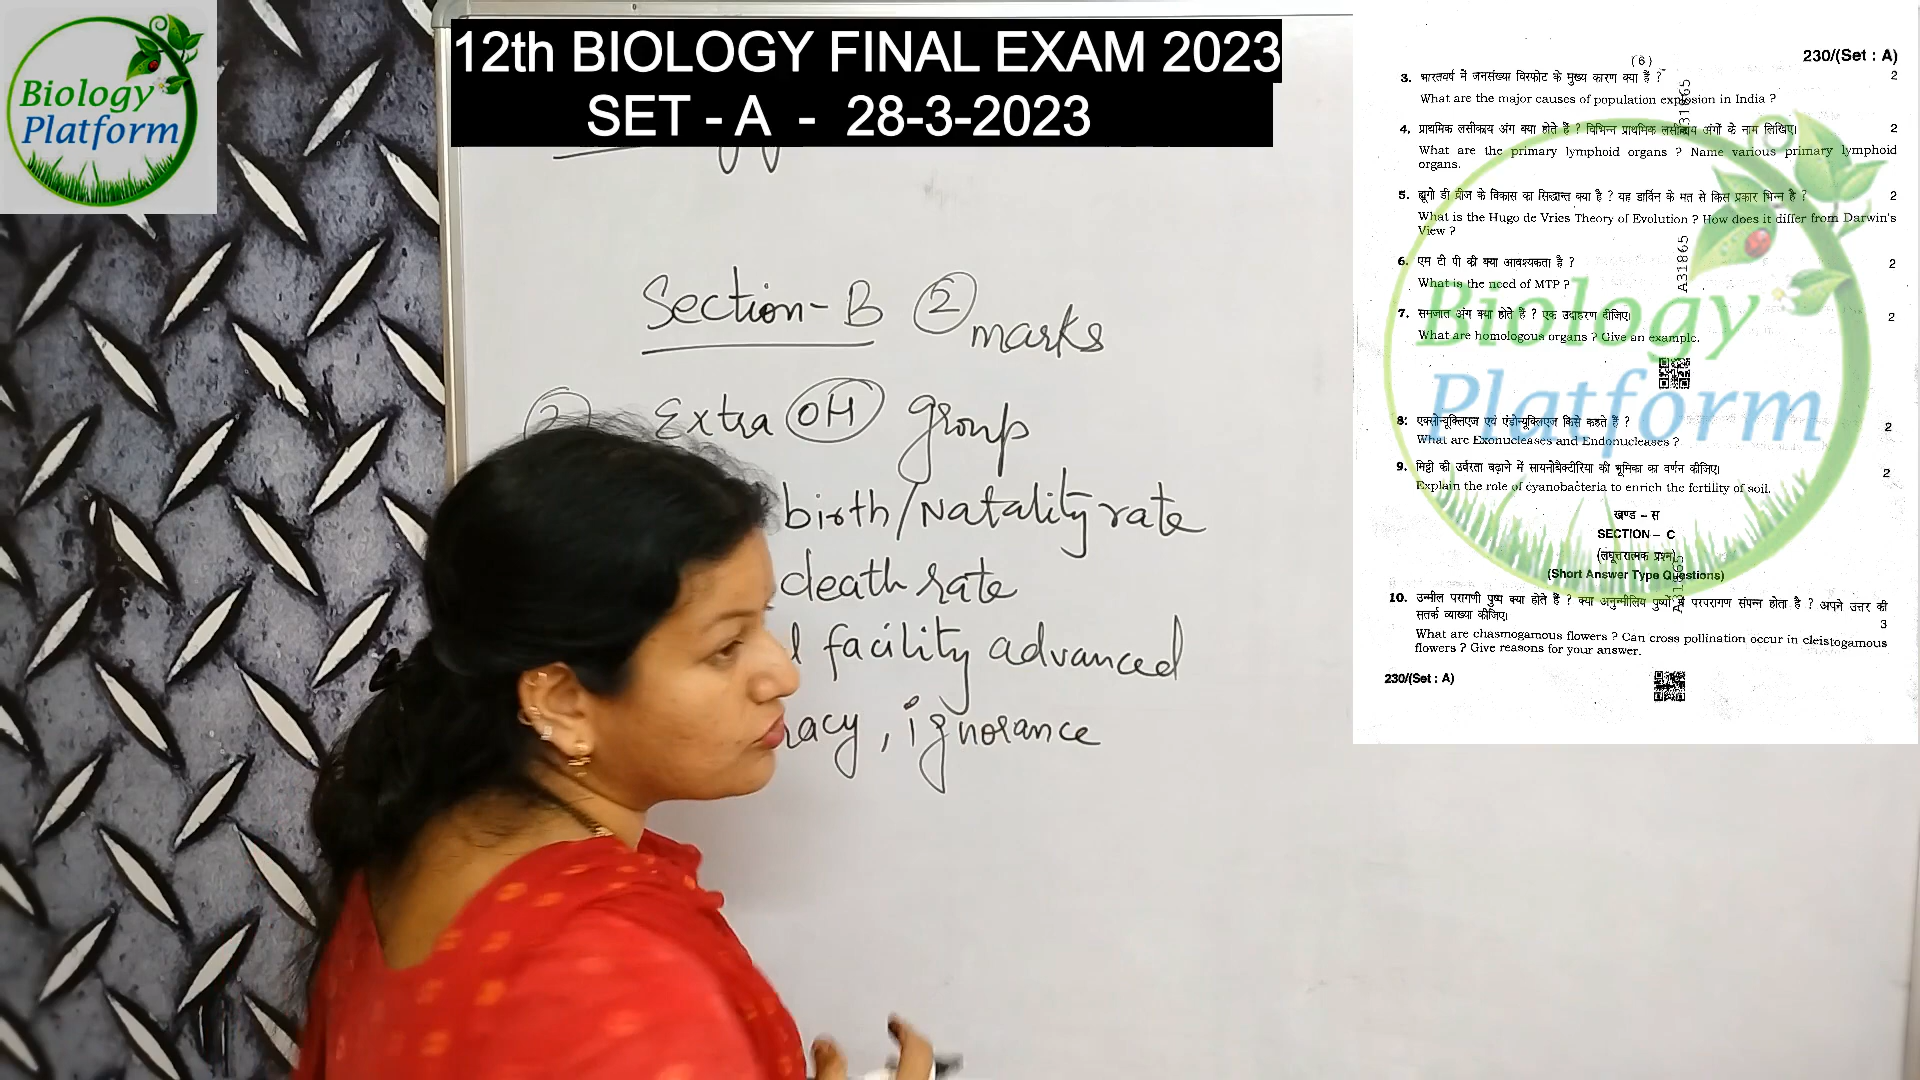 Biology
Platform
12th BIOLOGY FINAL EXAM 2023
SET - A - 28-3-2023
Section-B 2 marks
2 Extra OH group
birth/Natality rate
death rate
facility advanced
, ignorance
(6) 230/(Set : A)
3. भारतवर्ष में जनसंख्या विस्फोट के मुख्य कारण क्या हैं ? 2
What are the major causes of population explosion in India ?
4. प्राथमिक लसीकाय अंग क्या होते हैं ? विभिन्न प्राथमिक लसीकाय अंगों के नाम लिखिए। 2
What are the primary lymphoid organs ? Name various primary lymphoid
organs.
5. ह्यूगो डी व्रीज के विकास का सिद्धान्त क्या है ? यह डार्विन के मत से किस प्रकार भिन्न है ? 2
What is the Hugo de Vries Theory of Evolution ? How does it differ from Darwin's
View ?
6. एम टी पी की क्या आवश्यकता है ? 2
What is the need of MTP ?
7. समजात अंग क्या होते हैं ? एक उदाहरण दीजिए। 2
What are homologous organs ? Give an example.
8. एक्सोन्यूक्लिएज एवं एंडोन्यूक्लिएज किसे कहते हैं ? 2
What are Exonucleases and Endonucleases ?
9. मिट्टी की उर्वरता बढ़ाने में सायनोबैक्टीरिया की भूमिका का वर्णन कीजिए। 2
Explain the role of cyanobacteria to enrich the fertility of soil.
खण्ड – स
SECTION – C
(लघूत्तरात्मक प्रश्न)
(Short Answer Type Questions)
10. उन्मील परागणी पुष्प क्या होते हैं ? क्या अनुन्मीलिय पुष्पों में परपरागण संपन्न होता है ? अपने उत्तर की
सतर्क व्याख्या कीजिए। 3
What are chasmogamous flowers ? Can cross pollination occur in cleistogamous
flowers ? Give reasons for your answer.
230/(Set : A)
A31865
Biology
Platform